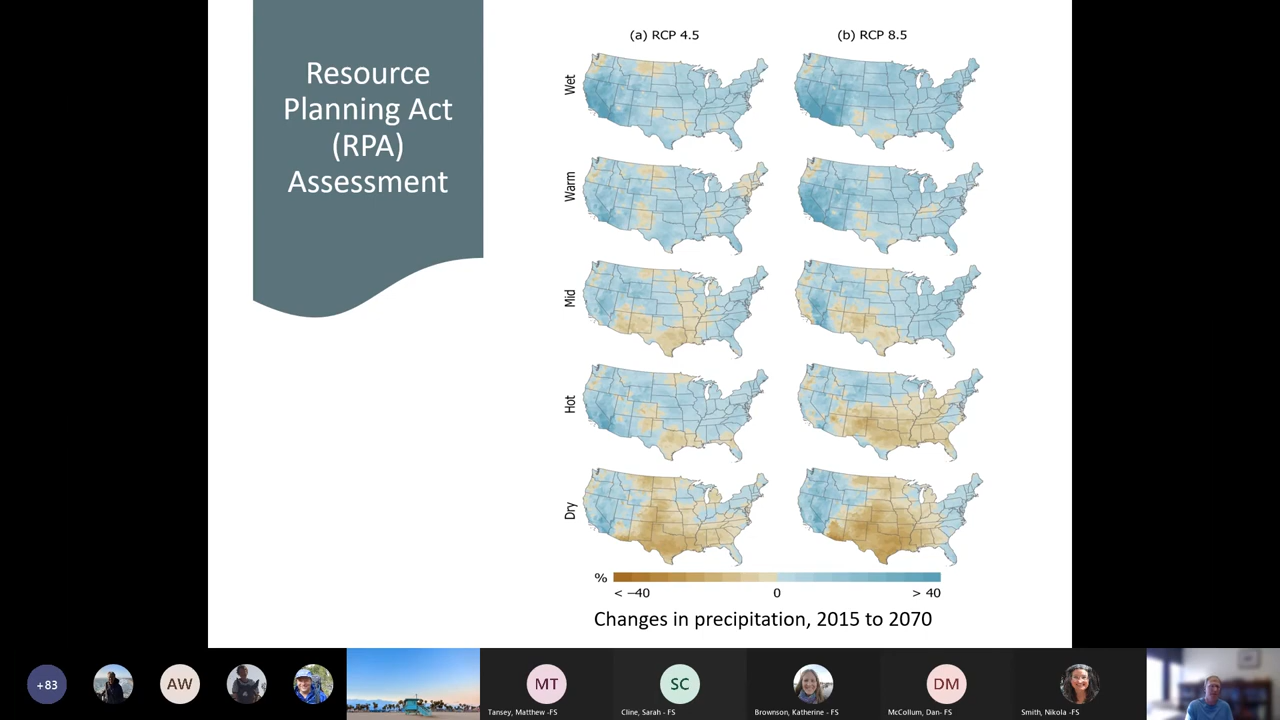 Resource
Planning Act
(RPA)
Assessment
(a) RCP 4.5
(b) RCP 8.5
Wet
Warm
Mid
Hot
Dry
%
< −40
0
> 40
Changes in precipitation, 2015 to 2070
+83
AW
MT
SC
DM
Tansey, Matthew -FS
Cline, Sarah - FS
Brownson, Katherine - FS
McCollum, Dan- FS
Smith, Nikola -FS